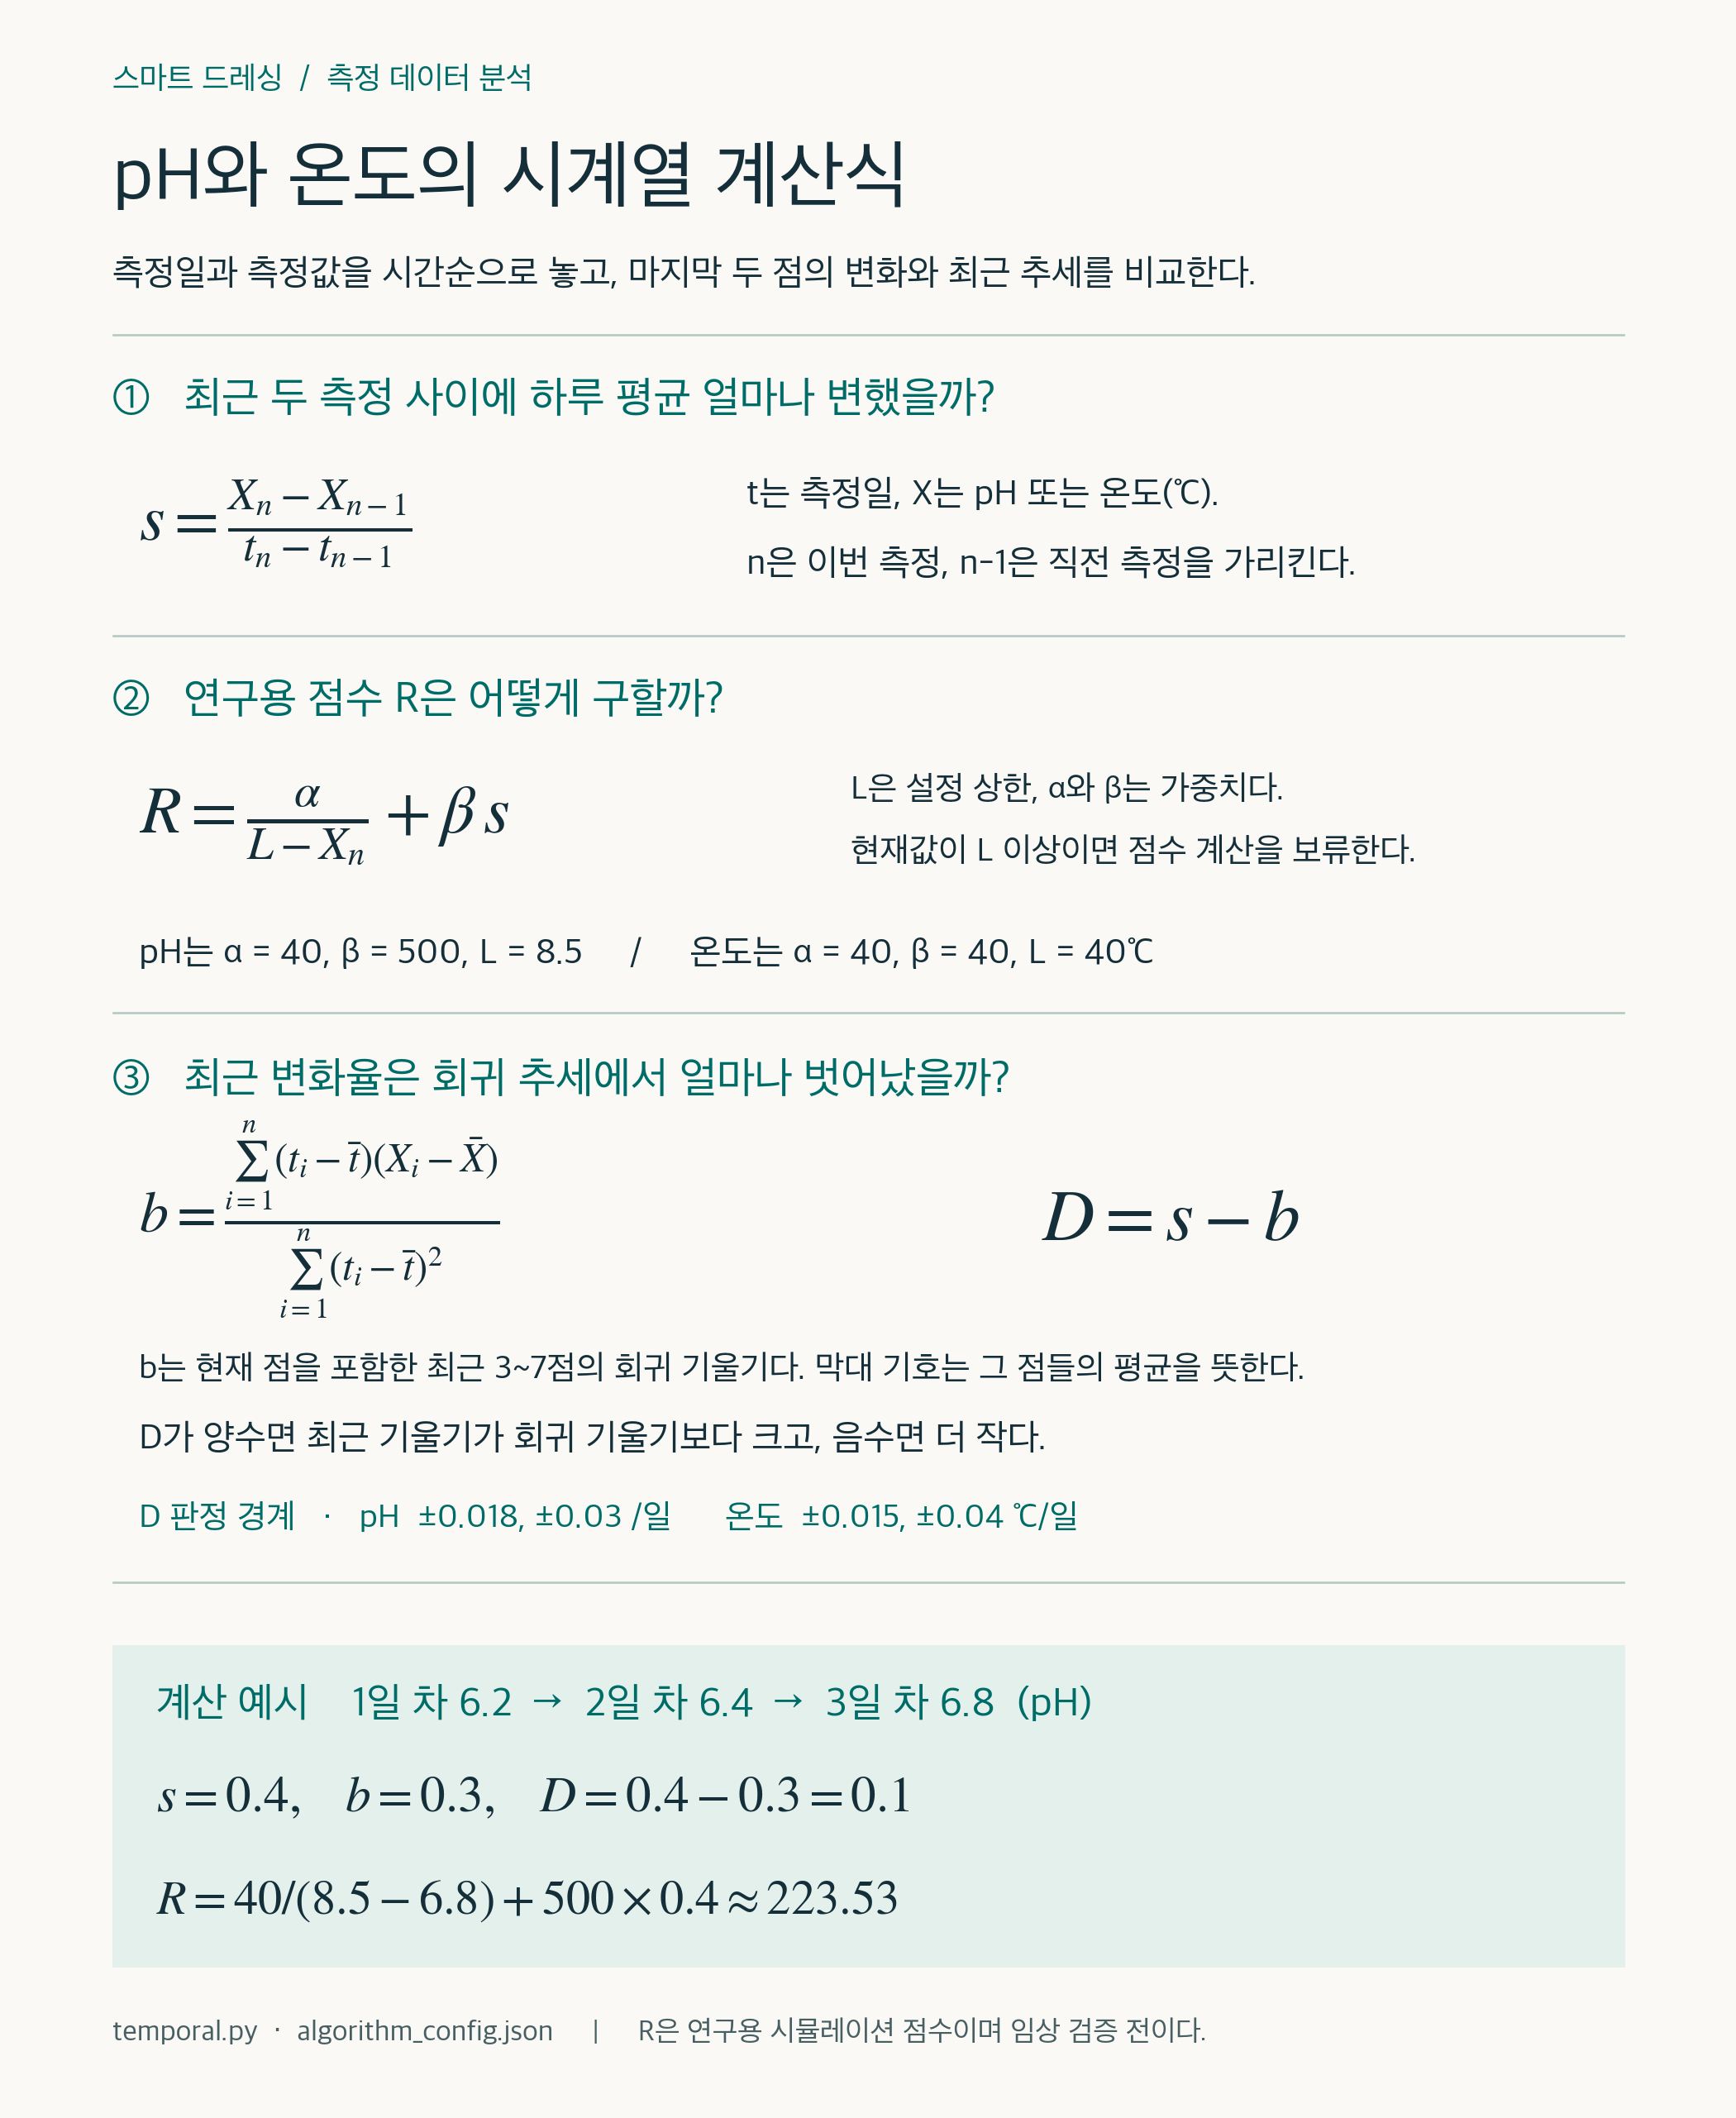 스마트 드레싱 / 측정 데이터 분석
pH와 온도의 시계열 계산식
측정일과 측정값을 시간순으로 놓고, 마지막 두 점의 변화와 최근 추세를 비교한다.
① 최근 두 측정 사이에 하루 평균 얼마나 변했을까?
s = (Xₙ − Xₙ₋₁) / (tₙ − tₙ₋₁)
t는 측정일, X는 pH 또는 온도(℃).
n은 이번 측정, n−1은 직전 측정을 가리킨다.
② 연구용 점수 R은 어떻게 구할까?
R = α / (L − Xₙ) + β s
L은 설정 상한, α와 β는 가중치다.
현재값이 L 이상이면 점수 계산을 보류한다.
pH는 α = 40, β = 500, L = 8.5 / 온도는 α = 40, β = 40, L = 40℃
③ 최근 변화율은 회귀 추세에서 얼마나 벗어났을까?
b = Σⁿᵢ₌₁ (tᵢ − t̄)(Xᵢ − X̄) / Σⁿᵢ₌₁ (tᵢ − t̄)²
D = s − b
b는 현재 점을 포함한 최근 3~7점의 회귀 기울기다. 막대 기호는 그 점들의 평균을 뜻한다.
D가 양수면 최근 기울기가 회귀 기울기보다 크고, 음수면 더 작다.
D 판정 경계 · pH ±0.018, ±0.03 /일 온도 ±0.015, ±0.04 ℃/일
계산 예시 1일 차 6.2 → 2일 차 6.4 → 3일 차 6.8 (pH)
s = 0.4, b = 0.3, D = 0.4 − 0.3 = 0.1
R = 40/(8.5 − 6.8) + 500 × 0.4 ≈ 223.53
temporal.py · algorithm_config.json | R은 연구용 시뮬레이션 점수이며 임상 검증 전이다.